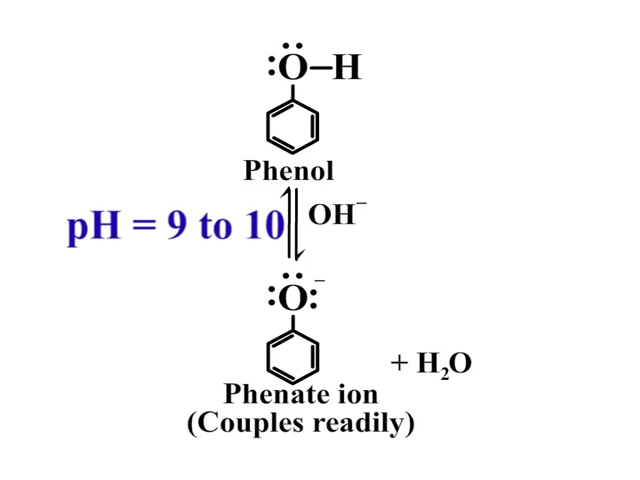 :Ö–H
Phenol
pH = 9 to 10
OH⁻
:Ö:⁻
+ H₂O
Phenate ion
(Couples readily)